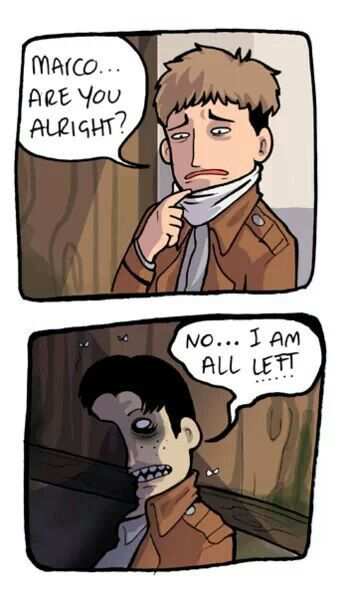 MARCO...
ARE YOU
ALRIGHT?
NO... I AM
ALL LEFT
......